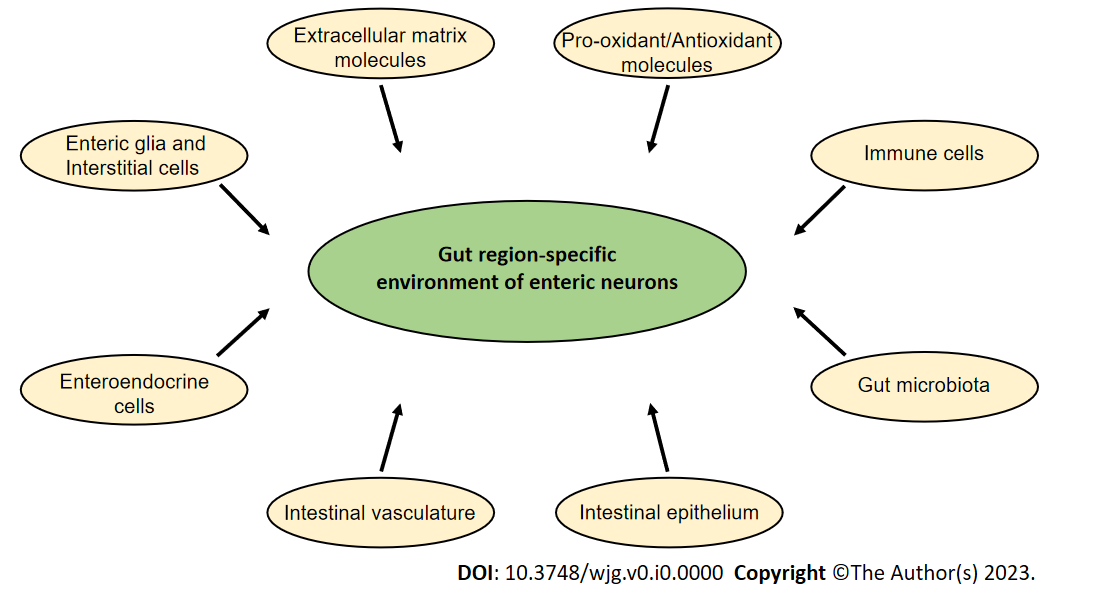 Extracellular matrix
molecules
Pro-oxidant/Antioxidant
molecules
Enteric glia and
Interstitial cells
Immune cells
Gut region-specific
environment of enteric neurons
Enteroendocrine
cells
Gut microbiota
Intestinal vasculature
Intestinal epithelium
DOI: 10.3748/wjg.v0.i0.0000 Copyright ©The Author(s) 2023.